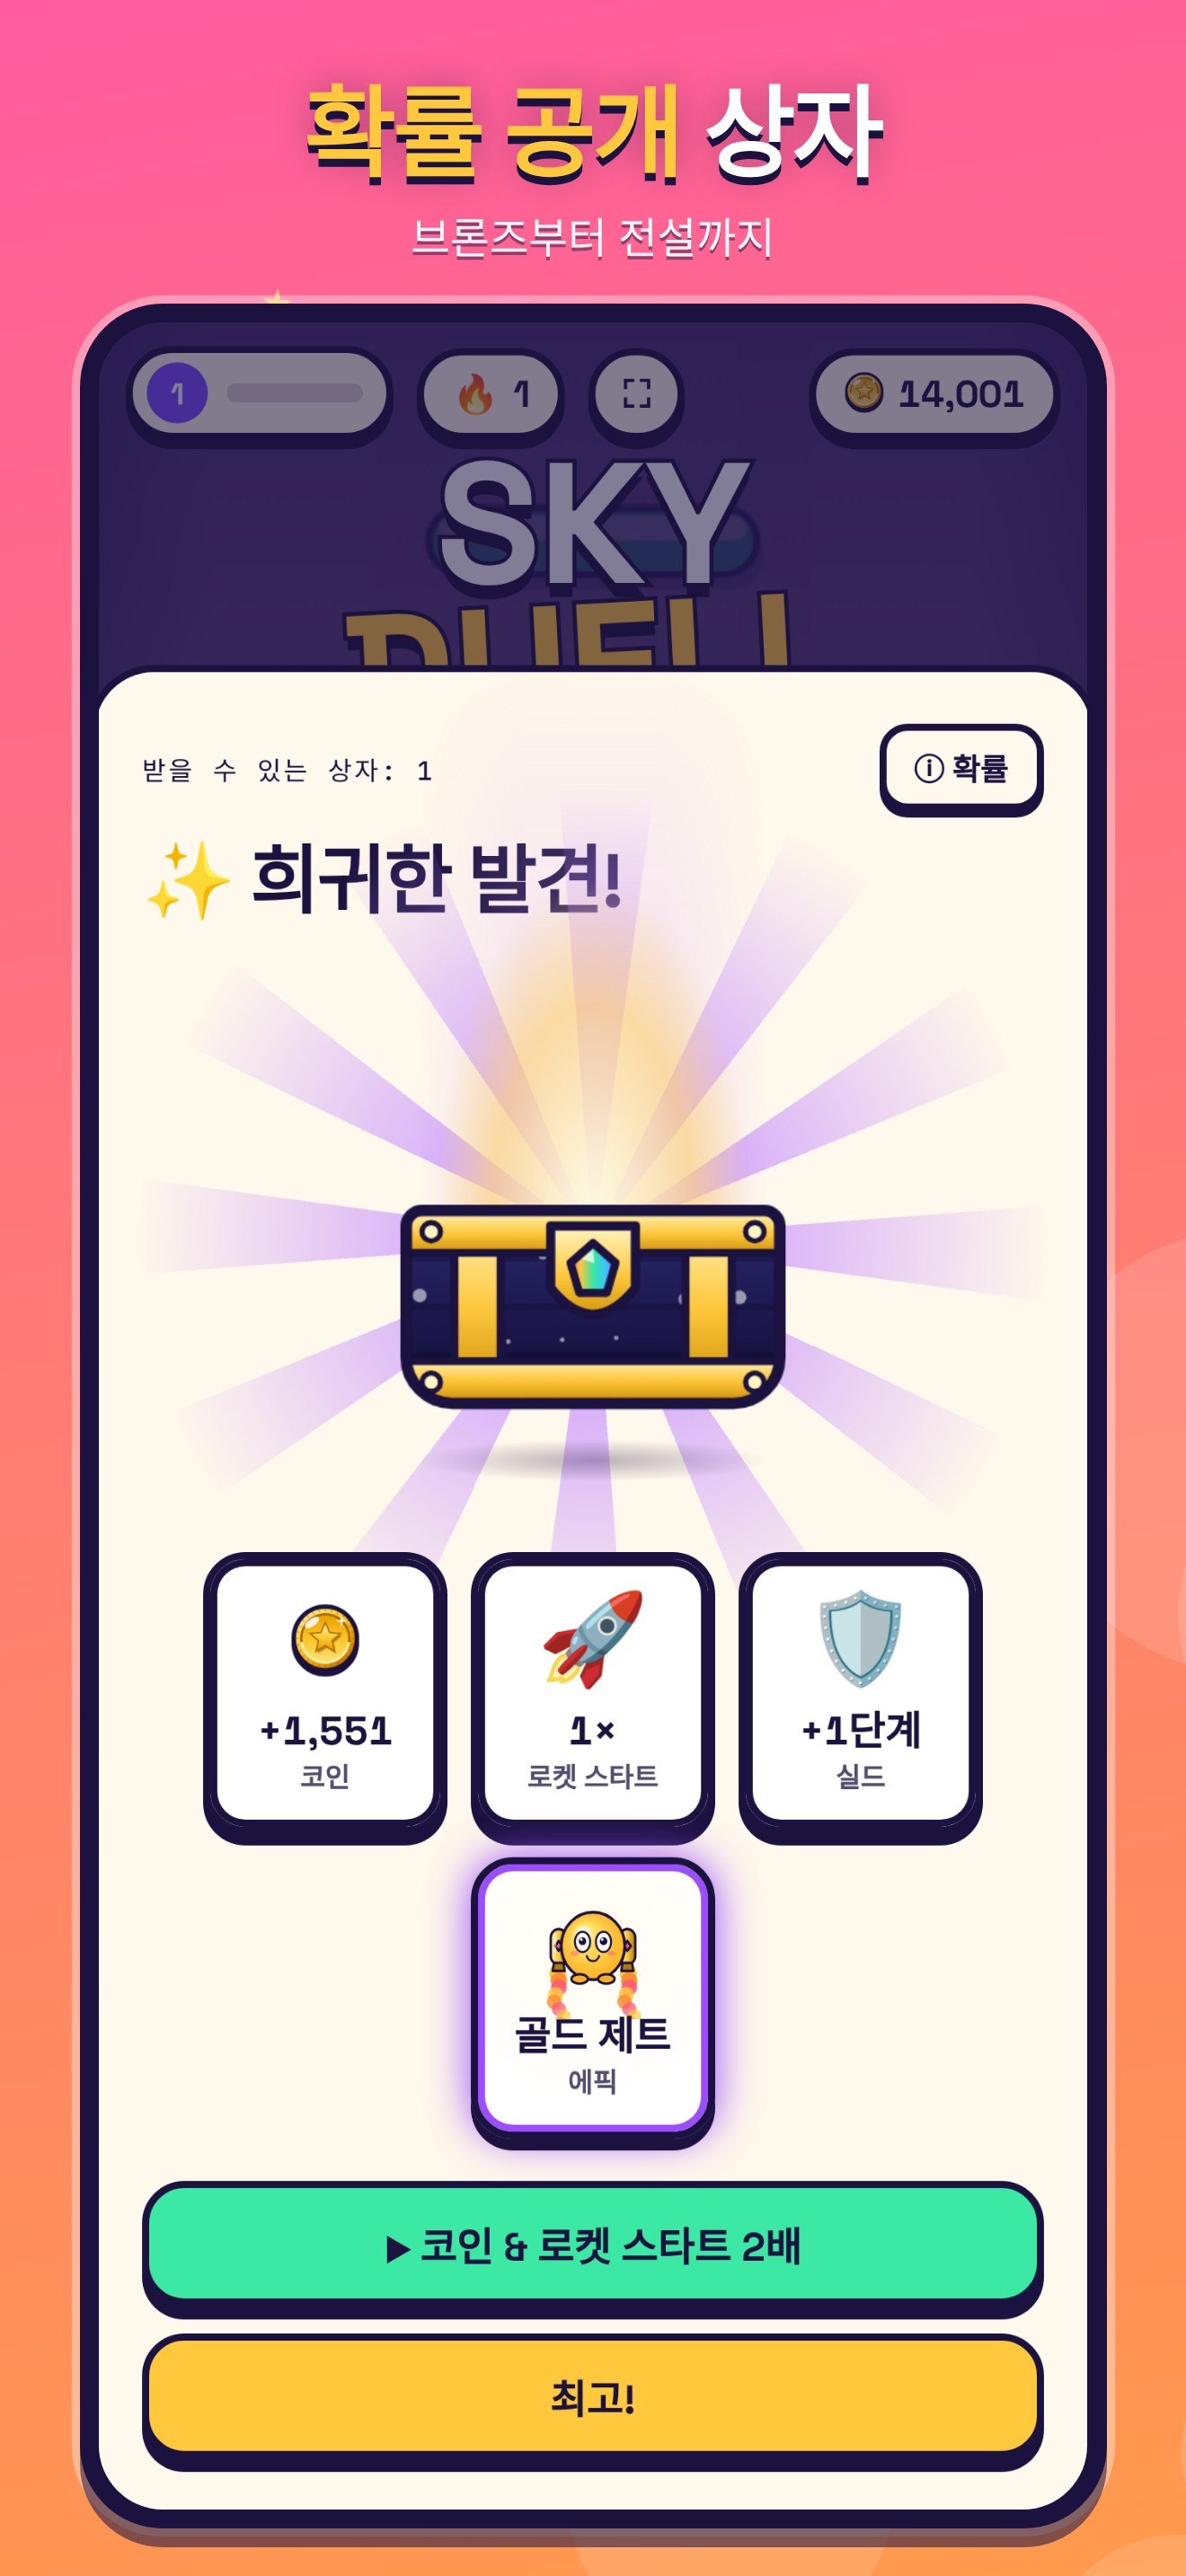 확률 공개 상자
브론즈부터 전설까지
1
🔥 1
14,001
SKY
DUELL
받을 수 있는 상자: 1
ⓘ 확률
✨ 희귀한 발견!
+1,551
코인
1×
로켓 스타트
+1단계
실드
골드 제트
에픽
▶ 코인 & 로켓 스타트 2배
최고!